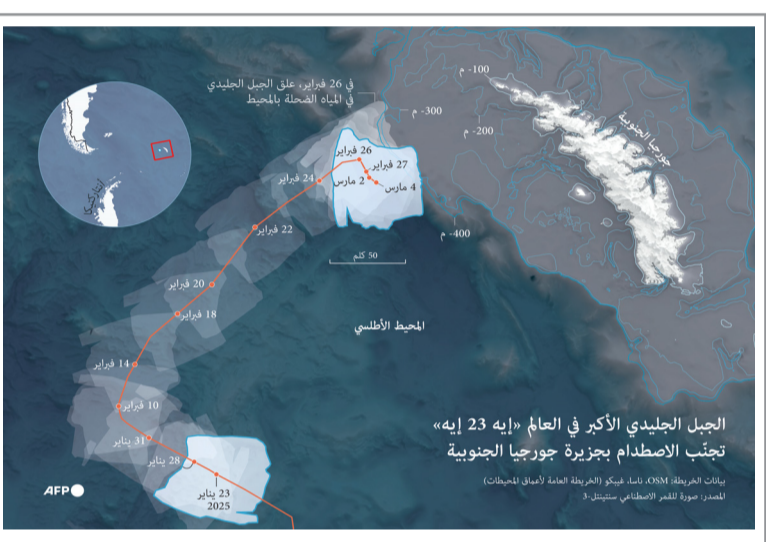 الجبل الجليدي الأكبر في العالم «إيه 23 إيه»
تجنّب الاصطدام بجزيرة جورجيا الجنوبية
بيانات الخريطة: OSM، ناسا، غيبكو (الخريطة العامة لأعماق المحيطات)
المصدر: صورة للقمر الاصطناعي سنتينتل-3
في 26 فبراير، علق الجبل الجليدي
في المياه الضحلة بالمحيط
-100 م
-200 م
-300 م
-400 م
جورجيا الجنوبية
أنتاركتيكا
26 فبراير
27 فبراير
2 مارس
4 مارس
24 فبراير
22 فبراير
50 كلم
20 فبراير
18 فبراير
المحيط الأطلسي
14 فبراير
10 فبراير
31 يناير
28 يناير
23 يناير
2025
AFP